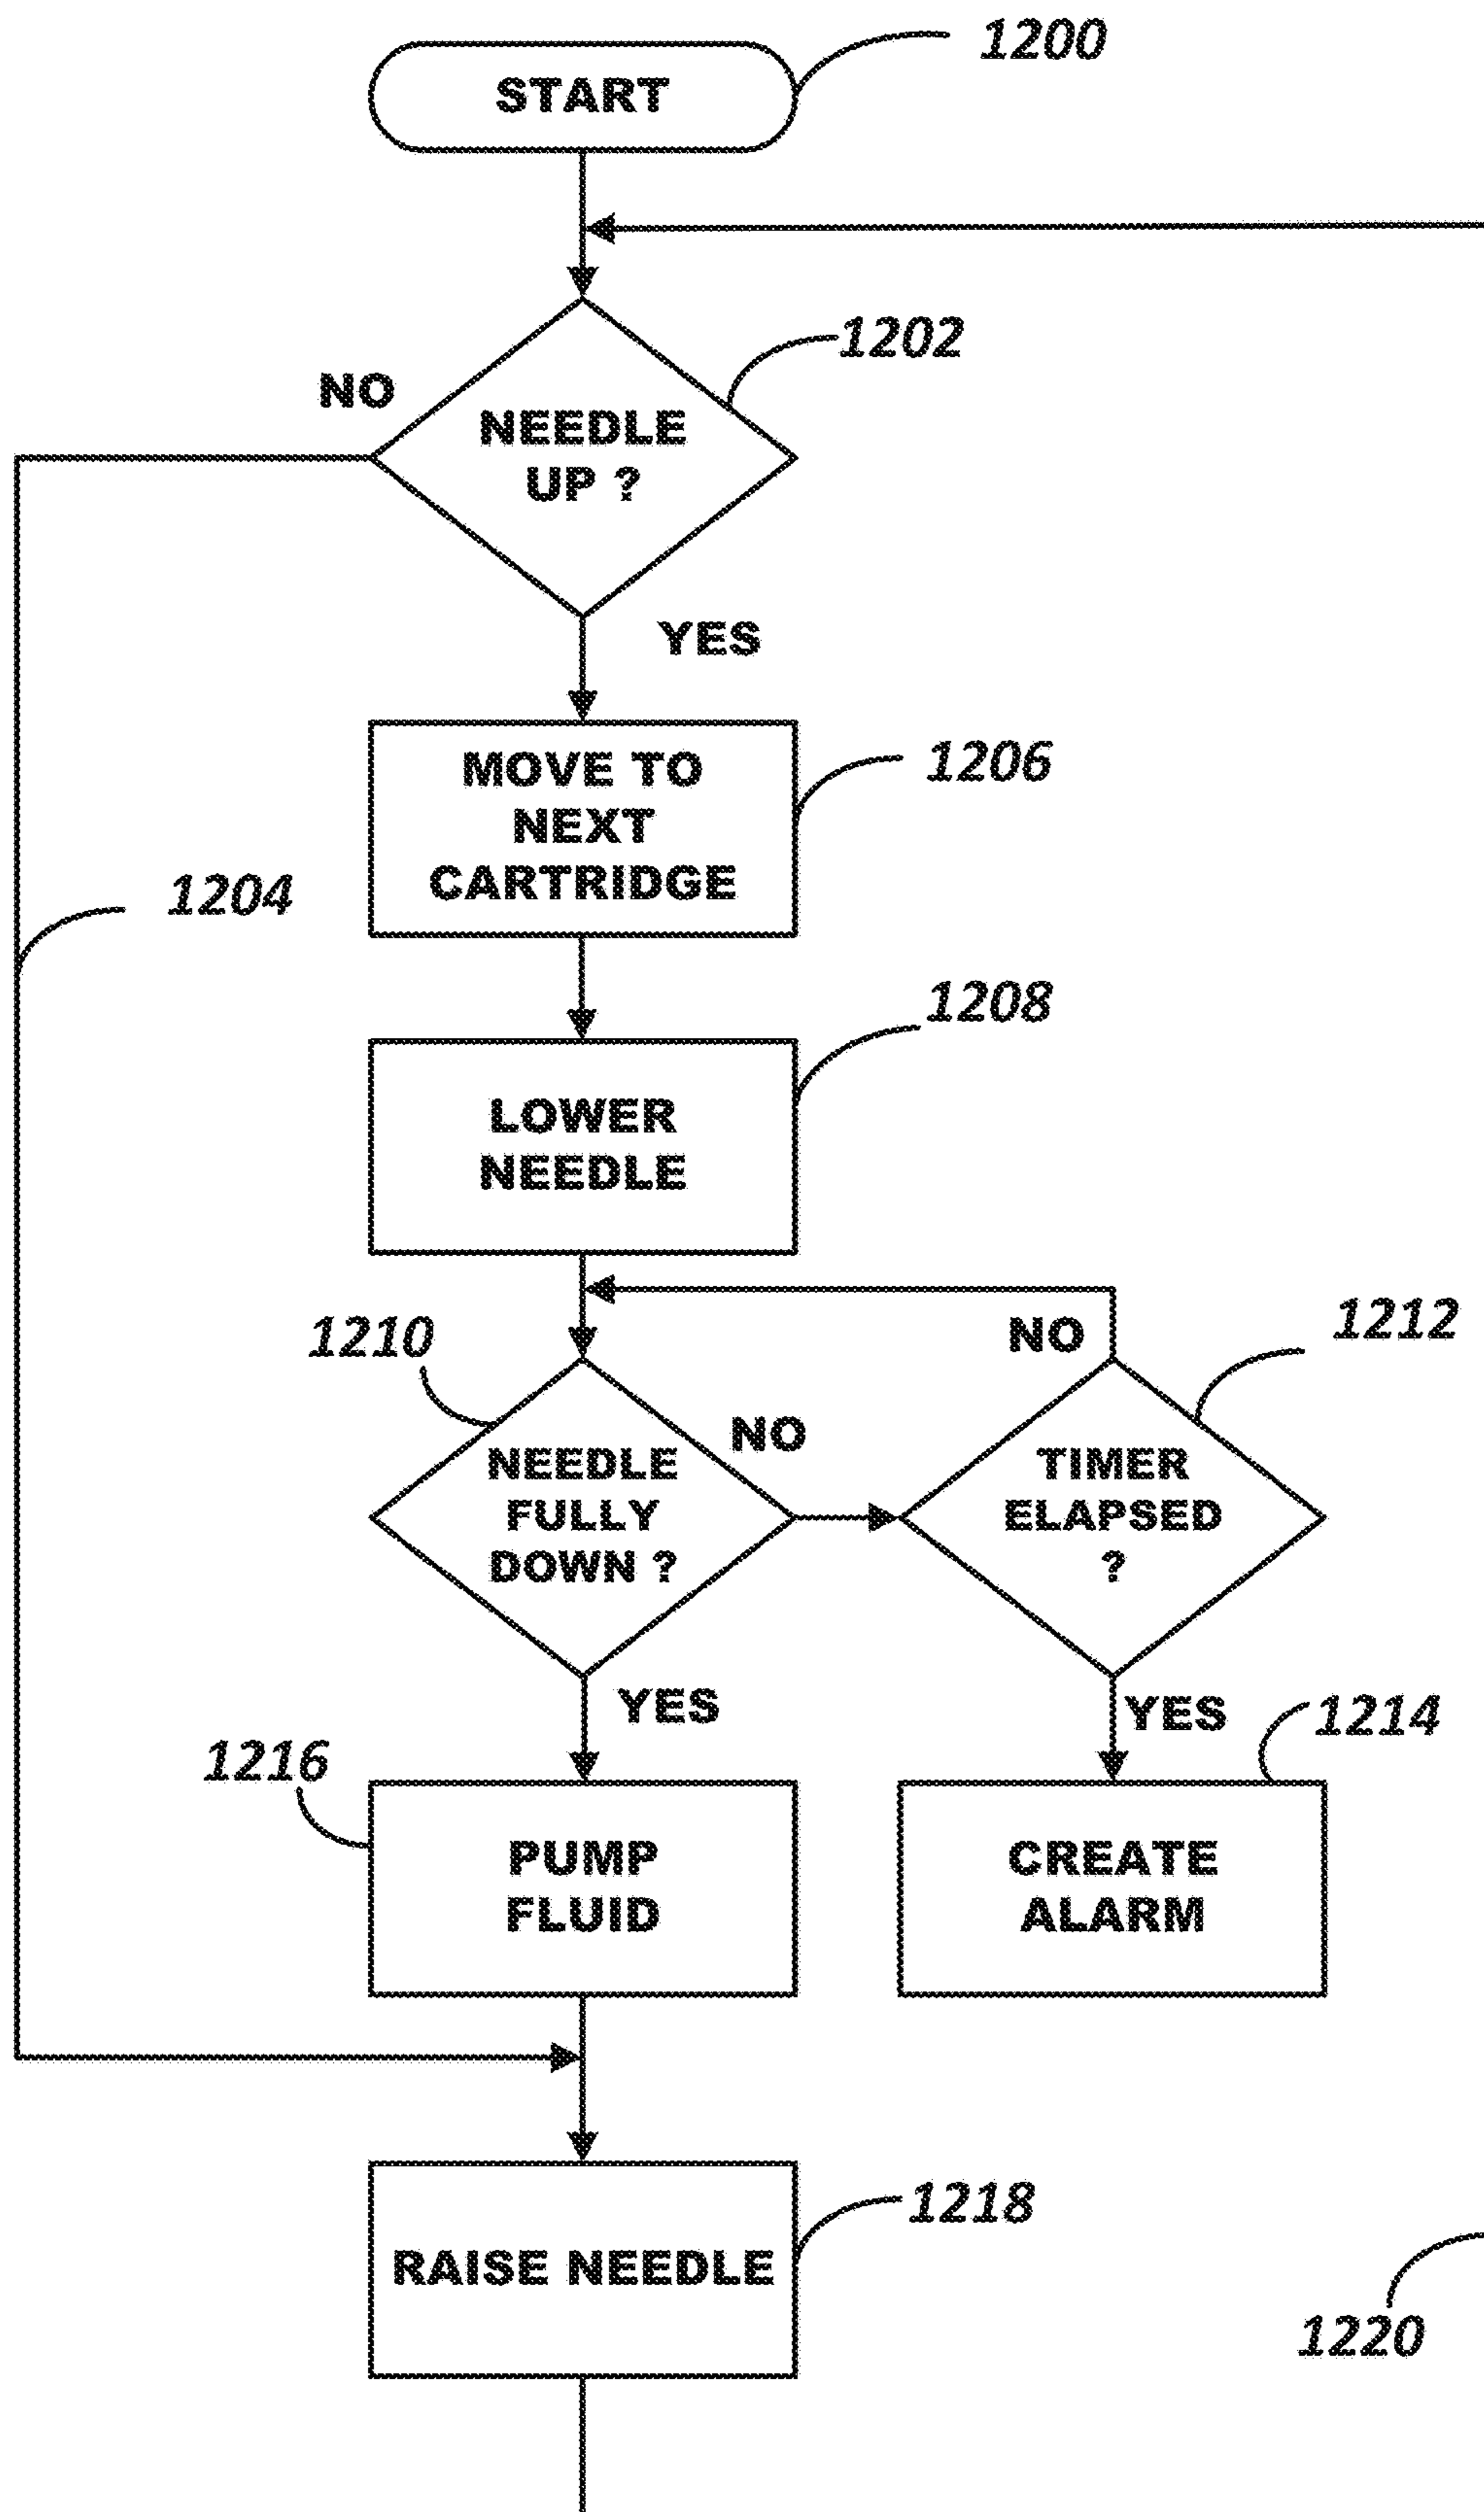 1200
START
1202
NO
NEEDLE
UP ?
YES
MOVE TO
NEXT
CARTRIDGE
1206
1204
1208
LOWER
NEEDLE
1210
NO
1212
NO
NEEDLE
FULLY
DOWN ?
TIMER
ELAPSED
?
YES
YES
1214
1216
PUMP
FLUID
CREATE
ALARM
1218
RAISE NEEDLE
1220